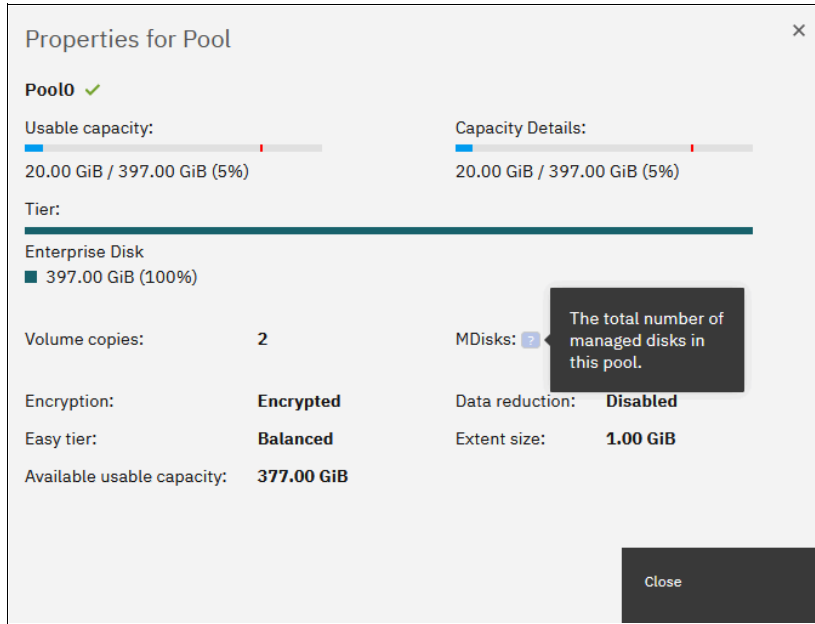 Properties for Pool
×
Pool0
Usable capacity:
Capacity Details:
20.00 GiB / 397.00 GiB (5%)
20.00 GiB / 397.00 GiB (5%)
Tier:
Enterprise Disk
397.00 GiB (100%)
Volume copies: 2
MDisks: ?
The total number of
managed disks in
this pool.
Encryption: Encrypted
Data reduction: Disabled
Easy tier: Balanced
Extent size: 1.00 GiB
Available usable capacity: 377.00 GiB
Close